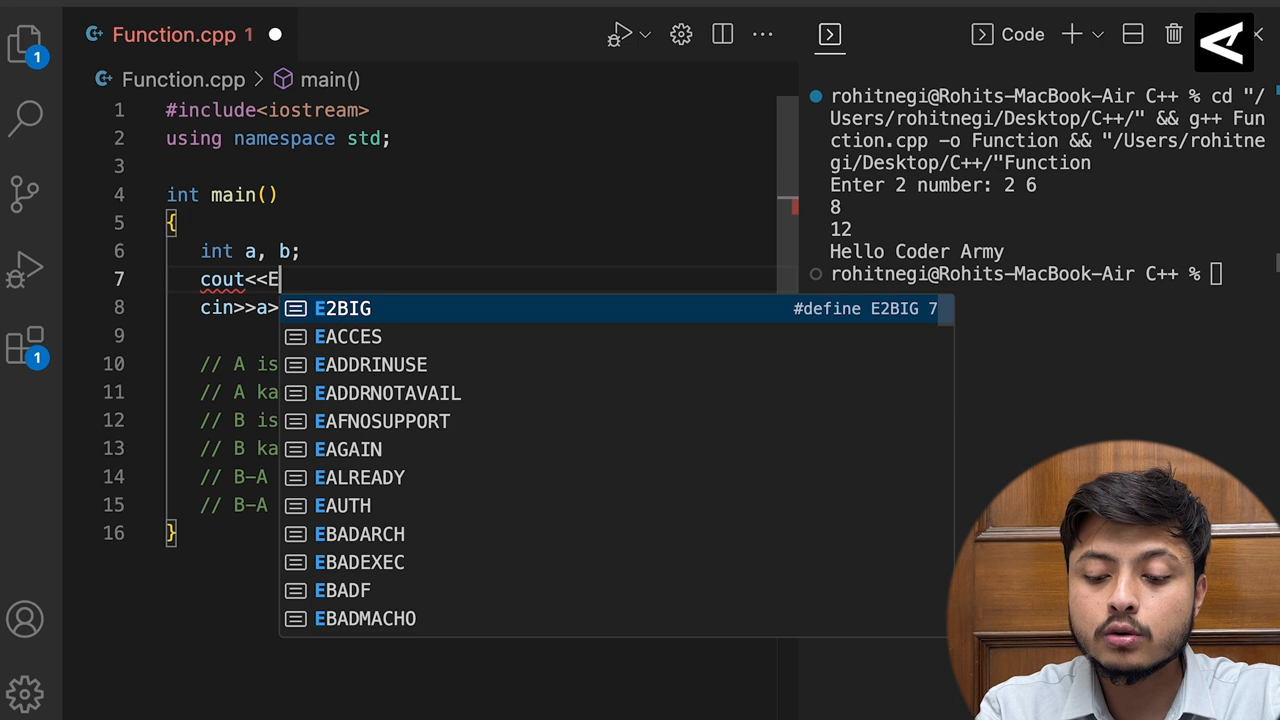 1
Function.cpp 1
Function.cpp > main()
1 #include<iostream>
2 using namespace std;
3
4 int main()
5 {
6 int a, b;
7 cout<<E
8 cin>>a>
9
10 // A is
11 // A ka
12 // B is
13 // B ka
14 // B-A
15 // B-A
16 }
E2BIG #define E2BIG 7
EACCES
EADDRINUSE
EADDRNOTAVAIL
EAFNOSUPPORT
EAGAIN
EALREADY
EAUTH
EBADARCH
EBADEXEC
EBADF
EBADMACHO
1
Code
rohitnegi@Rohits-MacBook-Air C++ % cd "/
Users/rohitnegi/Desktop/C++/" && g++ Fun
ction.cpp -o Function && "/Users/rohitne
gi/Desktop/C++/"Function
Enter 2 number: 2 6
8
12
Hello Coder Army
rohitnegi@Rohits-MacBook-Air C++ %